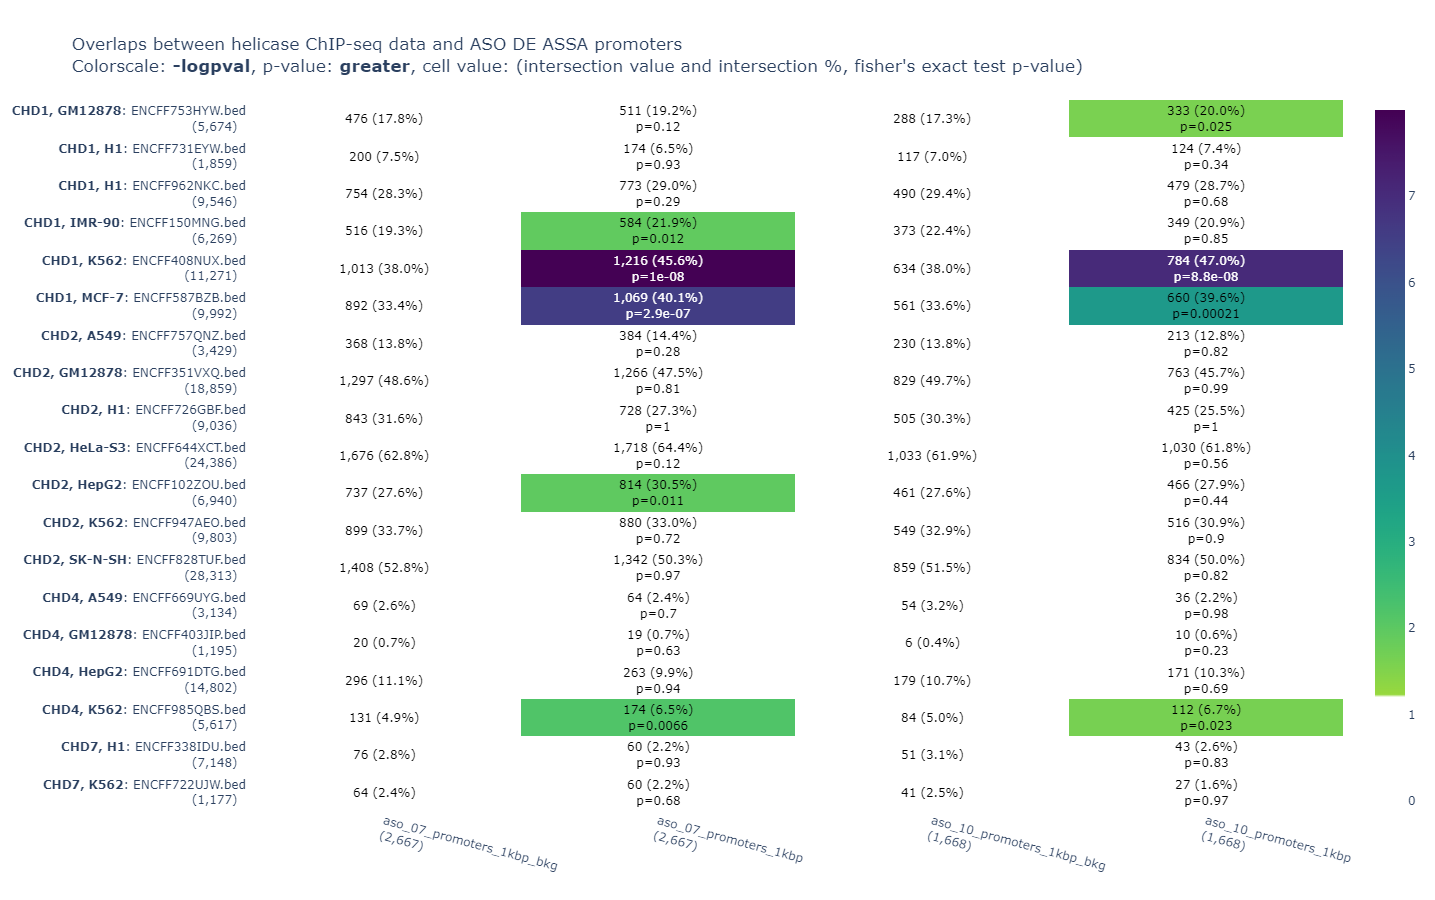 Overlaps between helicase ChIP-seq data and ASO DE ASSA promoters
Colorscale: -logpval, p-value: greater, cell value: (intersection value and intersection %, fisher's exact test p-value)
CHD1, GM12878: ENCFF753HYW.bed
(5,674)
476 (17.8%)
511 (19.2%)
p=0.12
288 (17.3%)
333 (20.0%)
p=0.025
CHD1, H1: ENCFF731EYW.bed
(1,859)
200 (7.5%)
174 (6.5%)
p=0.93
117 (7.0%)
124 (7.4%)
p=0.34
CHD1, H1: ENCFF962NKC.bed
(9,546)
754 (28.3%)
773 (29.0%)
p=0.29
490 (29.4%)
479 (28.7%)
p=0.68
CHD1, IMR-90: ENCFF150MNG.bed
(6,269)
516 (19.3%)
584 (21.9%)
p=0.012
373 (22.4%)
349 (20.9%)
p=0.85
CHD1, K562: ENCFF408NUX.bed
(11,271)
1,013 (38.0%)
1,216 (45.6%)
p=1e-08
634 (38.0%)
784 (47.0%)
p=8.8e-08
CHD1, MCF-7: ENCFF587BZB.bed
(9,992)
892 (33.4%)
1,069 (40.1%)
p=2.9e-07
561 (33.6%)
660 (39.6%)
p=0.00021
CHD2, A549: ENCFF757QNZ.bed
(3,429)
368 (13.8%)
384 (14.4%)
p=0.28
230 (13.8%)
213 (12.8%)
p=0.82
CHD2, GM12878: ENCFF351VXQ.bed
(18,859)
1,297 (48.6%)
1,266 (47.5%)
p=0.81
829 (49.7%)
763 (45.7%)
p=0.99
CHD2, H1: ENCFF726GBF.bed
(9,036)
843 (31.6%)
728 (27.3%)
p=1
505 (30.3%)
425 (25.5%)
p=1
CHD2, HeLa-S3: ENCFF644XCT.bed
(24,386)
1,676 (62.8%)
1,718 (64.4%)
p=0.12
1,033 (61.9%)
1,030 (61.8%)
p=0.56
CHD2, HepG2: ENCFF102ZOU.bed
(6,940)
737 (27.6%)
814 (30.5%)
p=0.011
461 (27.6%)
466 (27.9%)
p=0.44
CHD2, K562: ENCFF947AEO.bed
(9,803)
899 (33.7%)
880 (33.0%)
p=0.72
549 (32.9%)
516 (30.9%)
p=0.9
CHD2, SK-N-SH: ENCFF828TUF.bed
(28,313)
1,408 (52.8%)
1,342 (50.3%)
p=0.97
859 (51.5%)
834 (50.0%)
p=0.82
CHD4, A549: ENCFF669UYG.bed
(3,134)
69 (2.6%)
64 (2.4%)
p=0.7
54 (3.2%)
36 (2.2%)
p=0.98
CHD4, GM12878: ENCFF403JIP.bed
(1,195)
20 (0.7%)
19 (0.7%)
p=0.63
6 (0.4%)
10 (0.6%)
p=0.23
CHD4, HepG2: ENCFF691DTG.bed
(14,802)
296 (11.1%)
263 (9.9%)
p=0.94
179 (10.7%)
171 (10.3%)
p=0.69
CHD4, K562: ENCFF985QBS.bed
(5,617)
131 (4.9%)
174 (6.5%)
p=0.0066
84 (5.0%)
112 (6.7%)
p=0.023
CHD7, H1: ENCFF338IDU.bed
(7,148)
76 (2.8%)
60 (2.2%)
p=0.93
51 (3.1%)
43 (2.6%)
p=0.83
CHD7, K562: ENCFF722UJW.bed
(1,177)
64 (2.4%)
60 (2.2%)
p=0.68
41 (2.5%)
27 (1.6%)
p=0.97
aso_07_promoters_1kbp_bkg
(2,667)
aso_07_promoters_1kbp
(2,667)
aso_10_promoters_1kbp_bkg
(1,668)
aso_10_promoters_1kbp
(1,668)
7
6
5
4
3
2
1
0